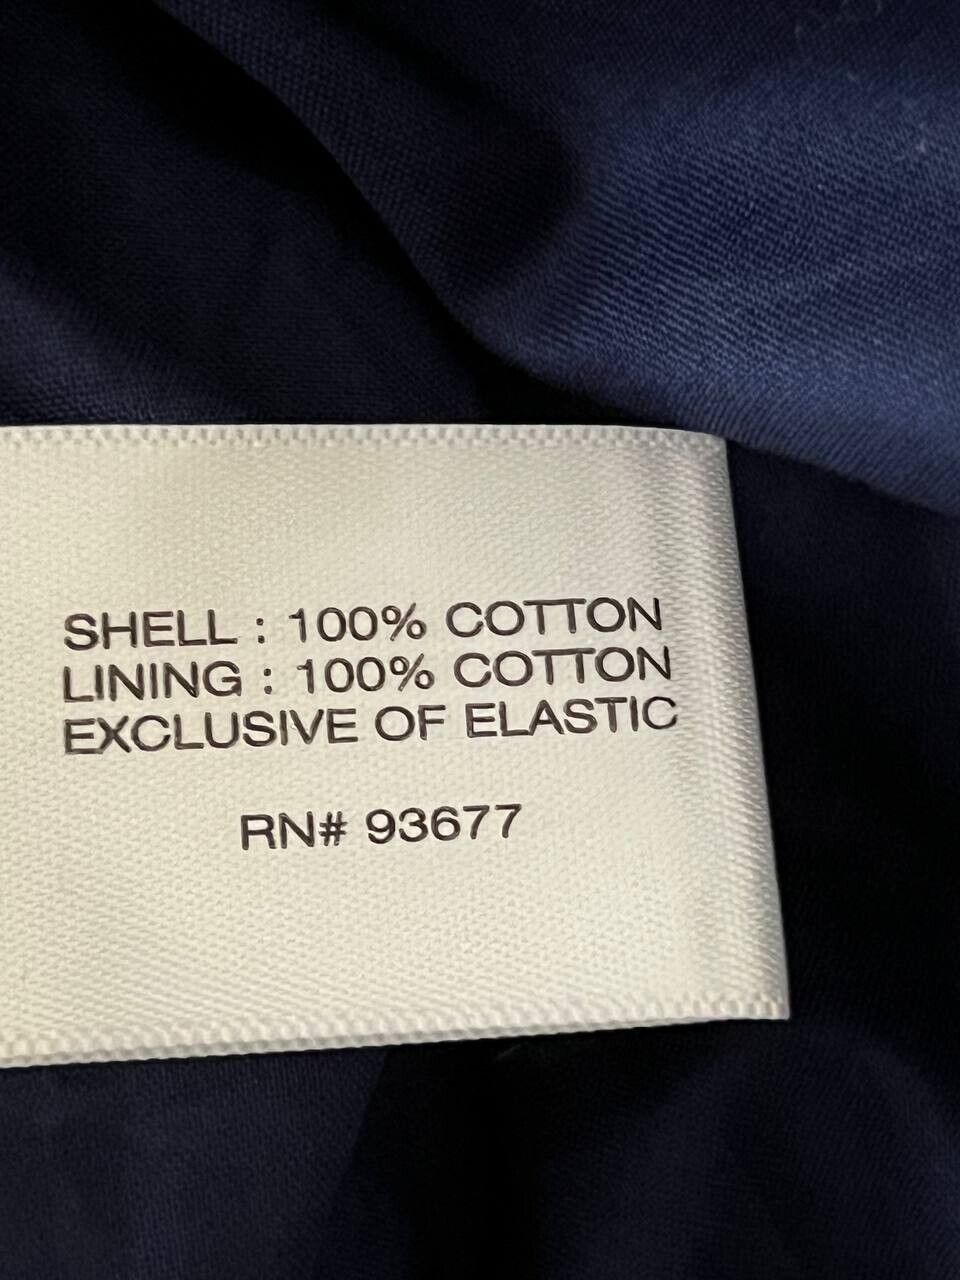 SHELL : 100% COTTON
LINING : 100% COTTON
EXCLUSIVE OF ELASTIC
RN# 93677